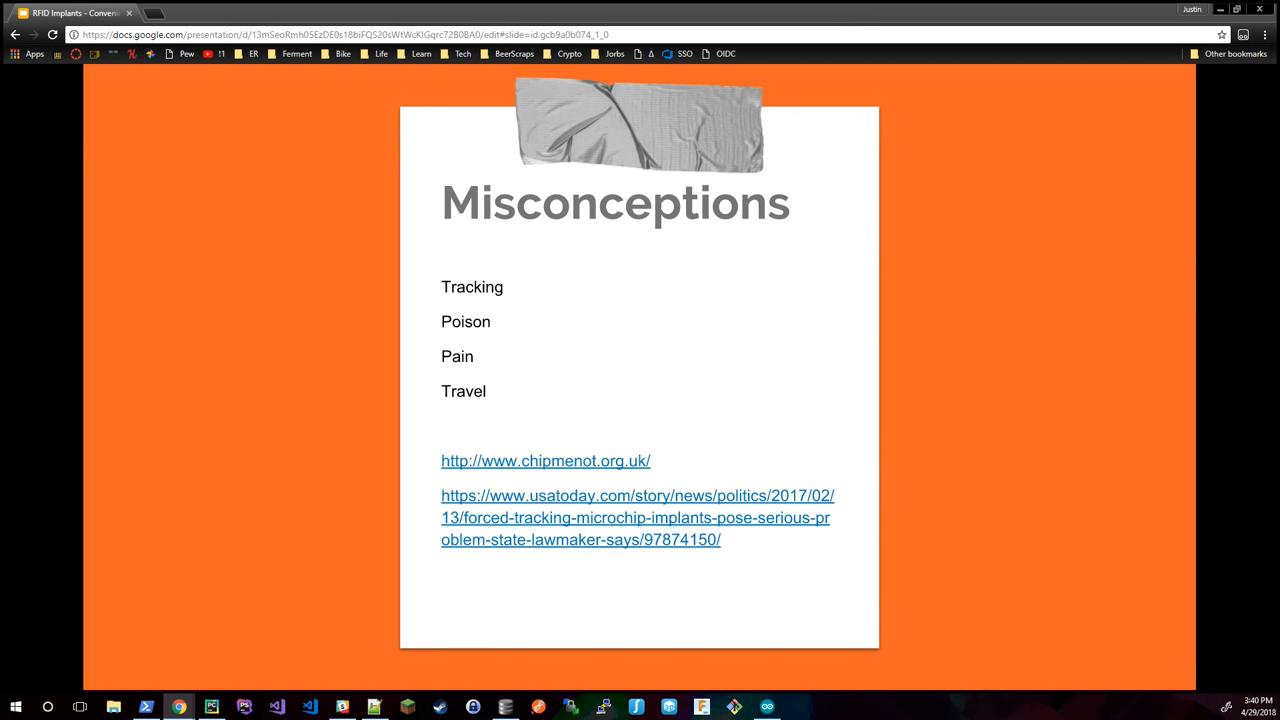 RFID Implants - Conven
Justin
https://docs.google.com/presentation/d/13mSeoRmh05EzDE0s18biFQS20sWtWcKIGqrc72B0BA0/edit#slide=id.gcb9a0b074_1_0
Apps Pew !1 ER Ferment Bike Life Learn Tech BeerScraps Crypto Jorbs Δ SSO OIDC Other bookmarks
Misconceptions
Tracking
Poison
Pain
Travel
http://www.chipmenot.org.uk/
https://www.usatoday.com/story/news/politics/2017/02/
13/forced-tracking-microchip-implants-pose-serious-pr
oblem-state-lawmaker-says/97874150/
3:40 PM
4/29/2018